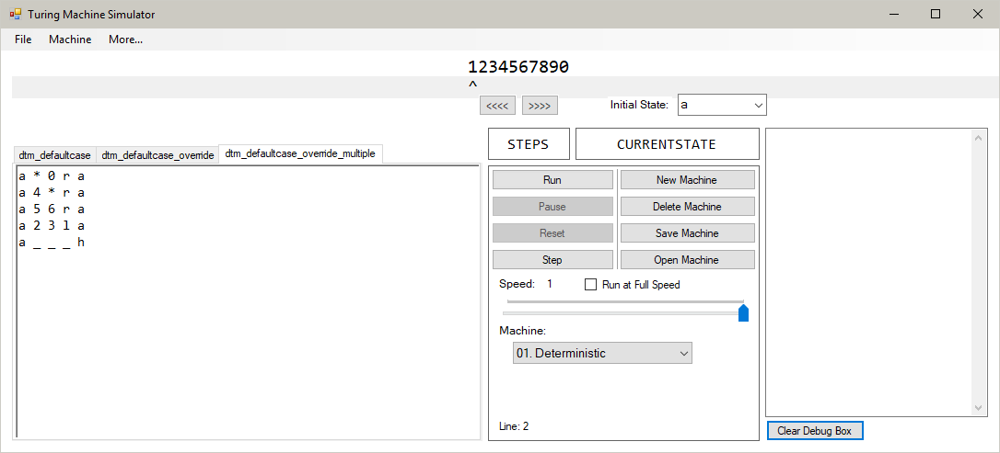 Turing Machine Simulator
File Machine More...
1234567890
^
<<<< >>>> Initial State: a
dtm_defaultcase dtm_defaultcase_override dtm_defaultcase_override_multiple
a * 0 r a
a 4 * r a
a 5 6 r a
a 2 3 l a
a _ _ _ h
STEPS CURRENTSTATE
Run New Machine
Pause Delete Machine
Reset Save Machine
Step Open Machine
Speed: 1 Run at Full Speed
Machine:
01. Deterministic
Line: 2
Clear Debug Box